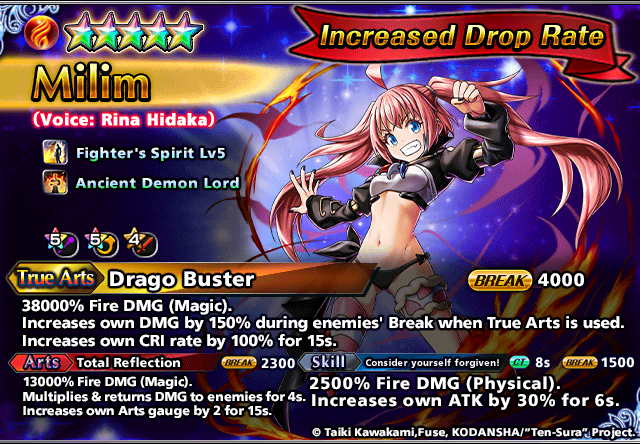 Increased Drop Rate
Milim
(Voice: Rina Hidaka)
Fighter's Spirit Lv5
Ancient Demon Lord
5 5 4
True Arts Drago Buster BREAK 4000
38000% Fire DMG (Magic).
Increases own DMG by 150% during enemies' Break when True Arts is used.
Increases own CRI rate by 100% for 15s.
Arts Total Reflection BREAK 2300
13000% Fire DMG (Magic).
Multiplies & returns DMG to enemies for 4s.
Increases own Arts gauge by 2 for 15s.
Skill Consider yourself forgiven! CT 8s BREAK 1500
2500% Fire DMG (Physical).
Increases own ATK by 30% for 6s.
© Taiki Kawakami,Fuse, KODANSHA/"Ten-Sura" Project.